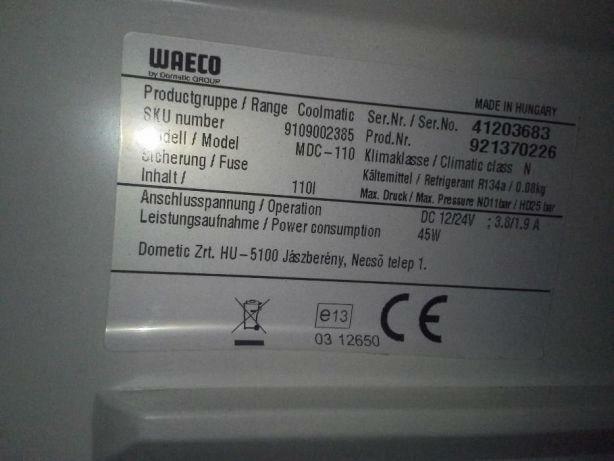 WAECO
by Dometic GROUP
MADE IN HUNGARY
Productgruppe / Range Coolmatic
Ser.Nr. / Ser.No. 41203683
SKU number 9109002385
Prod.Nr. 921370226
Modell / Model MDC-110
Klimaklasse / Climatic class N
Sicherung / Fuse
Kältemittel / Refrigerant R134a / 0.08kg
Inhalt / 110l
Max. Druck / Max. Pressure ND11bar / HD25 bar
Anschlusspannung / Operation DC 12/24V ; 3.8/1.9 A
Leistungsaufnahme / Power consumption 45W
Dometic Zrt. HU-5100 Jászberény, Necsõ telep 1.
e13
03 12650
CE